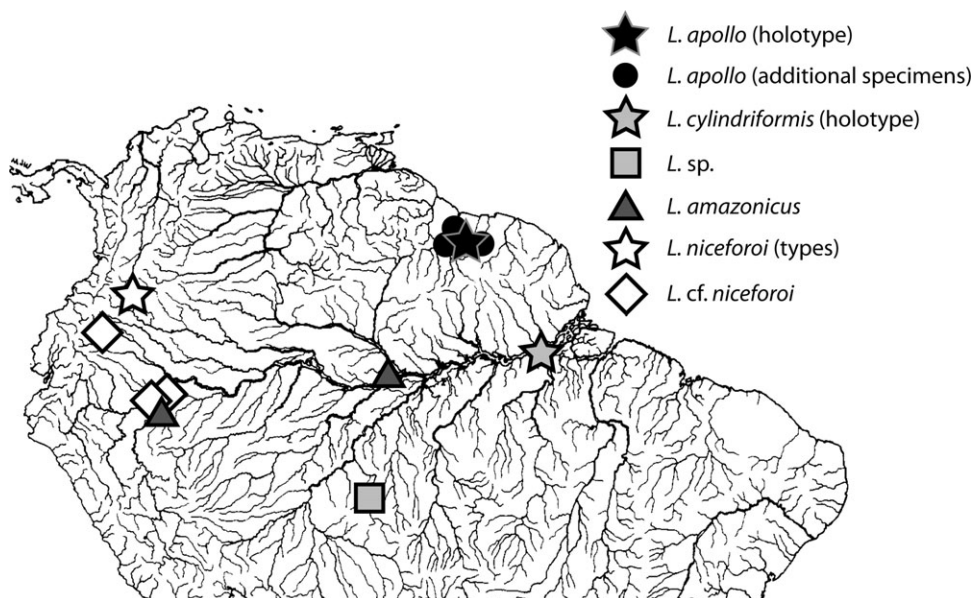 L. apollo (holotype)
L. apollo (additional specimens)
L. cylindriformis (holotype)
L. sp.
L. amazonicus
L. niceforoi (types)
L. cf. niceforoi